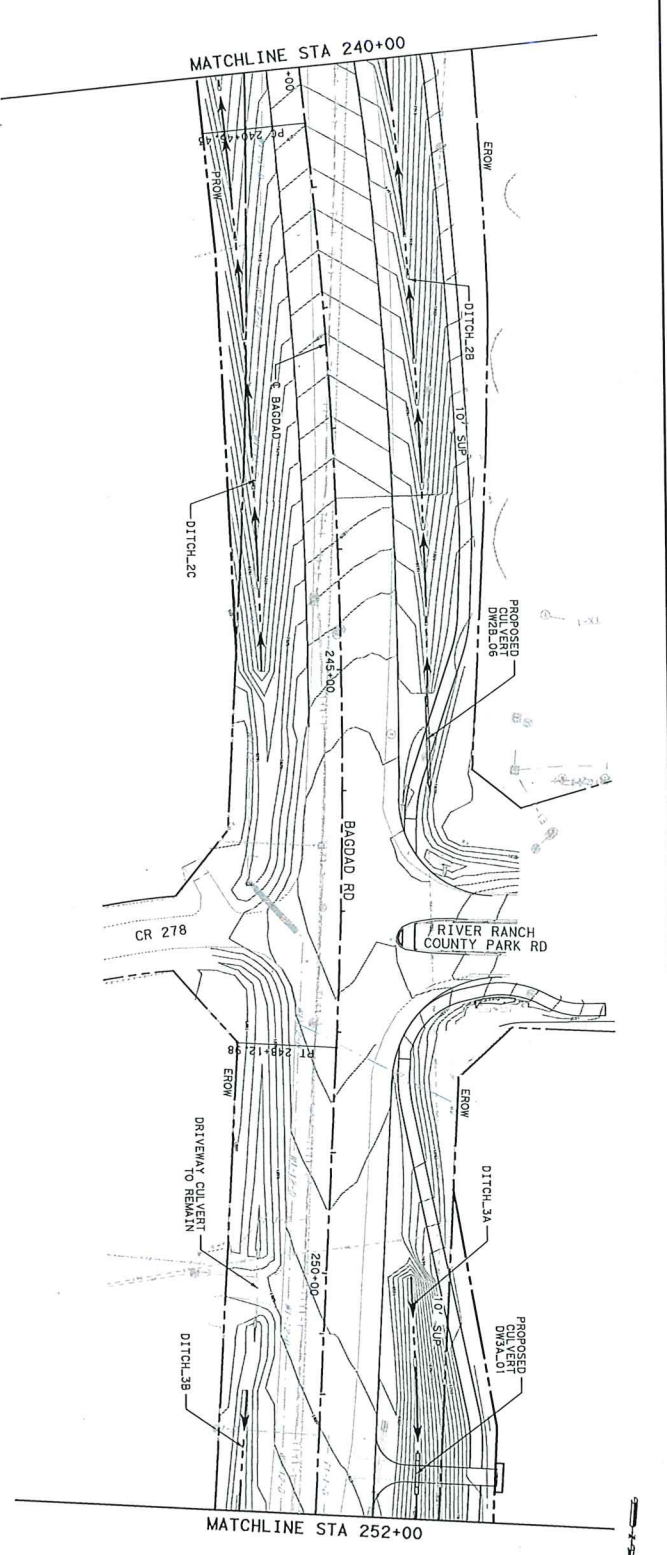 MATCHLINE STA 240+00
+00
PC 240+45.43
EROW
PROW
DITCH_2B
℄ BAGDAD
10' SUP
DITCH_2C
PROPOSED
CULVERT
DW2B_06
245+00
BAGDAD RD
CR 278
RIVER RANCH
COUNTY PARK RD
PT 248+12.98
EROW
EROW
DRIVEWAY CULVERT
TO REMAIN
DITCH_3A
250+00
10' SUP
PROPOSED
CULVERT
DW3A_01
DITCH_3B
MATCHLINE STA 252+00